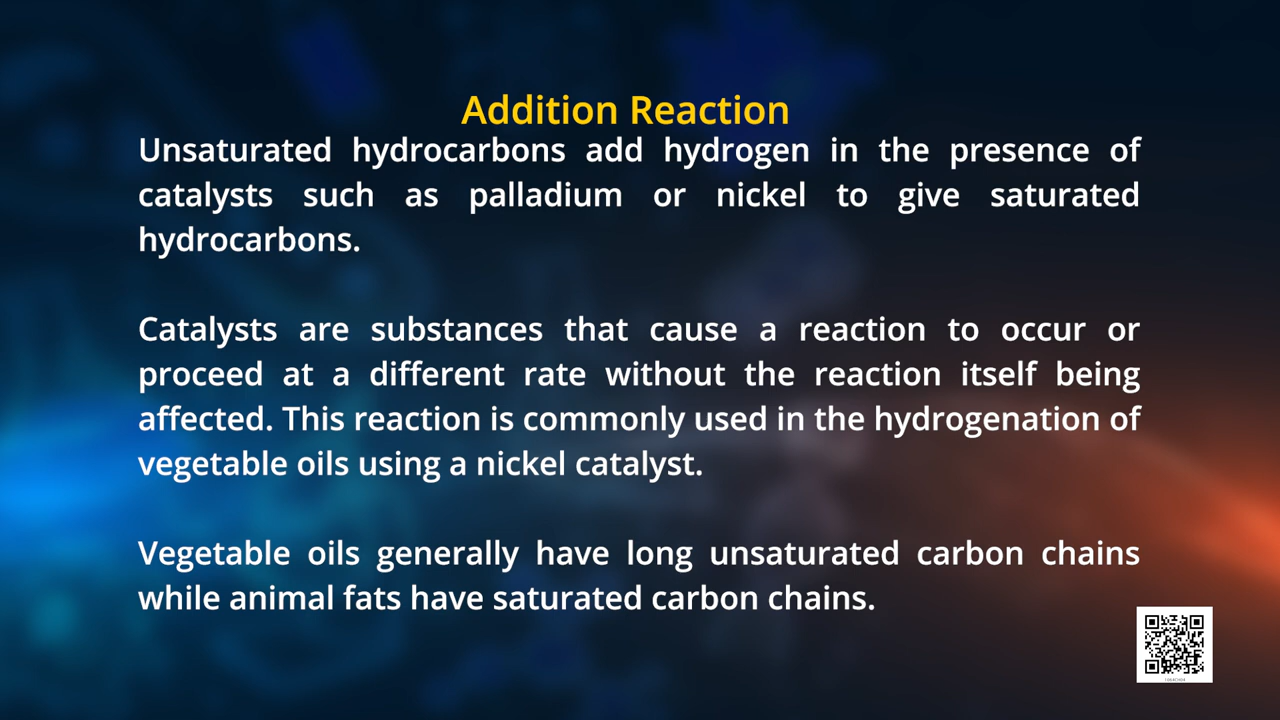 Addition Reaction
Unsaturated hydrocarbons add hydrogen in the presence of
catalysts such as palladium or nickel to give saturated
hydrocarbons.
Catalysts are substances that cause a reaction to occur or
proceed at a different rate without the reaction itself being
affected. This reaction is commonly used in the hydrogenation of
vegetable oils using a nickel catalyst.
Vegetable oils generally have long unsaturated carbon chains
while animal fats have saturated carbon chains.